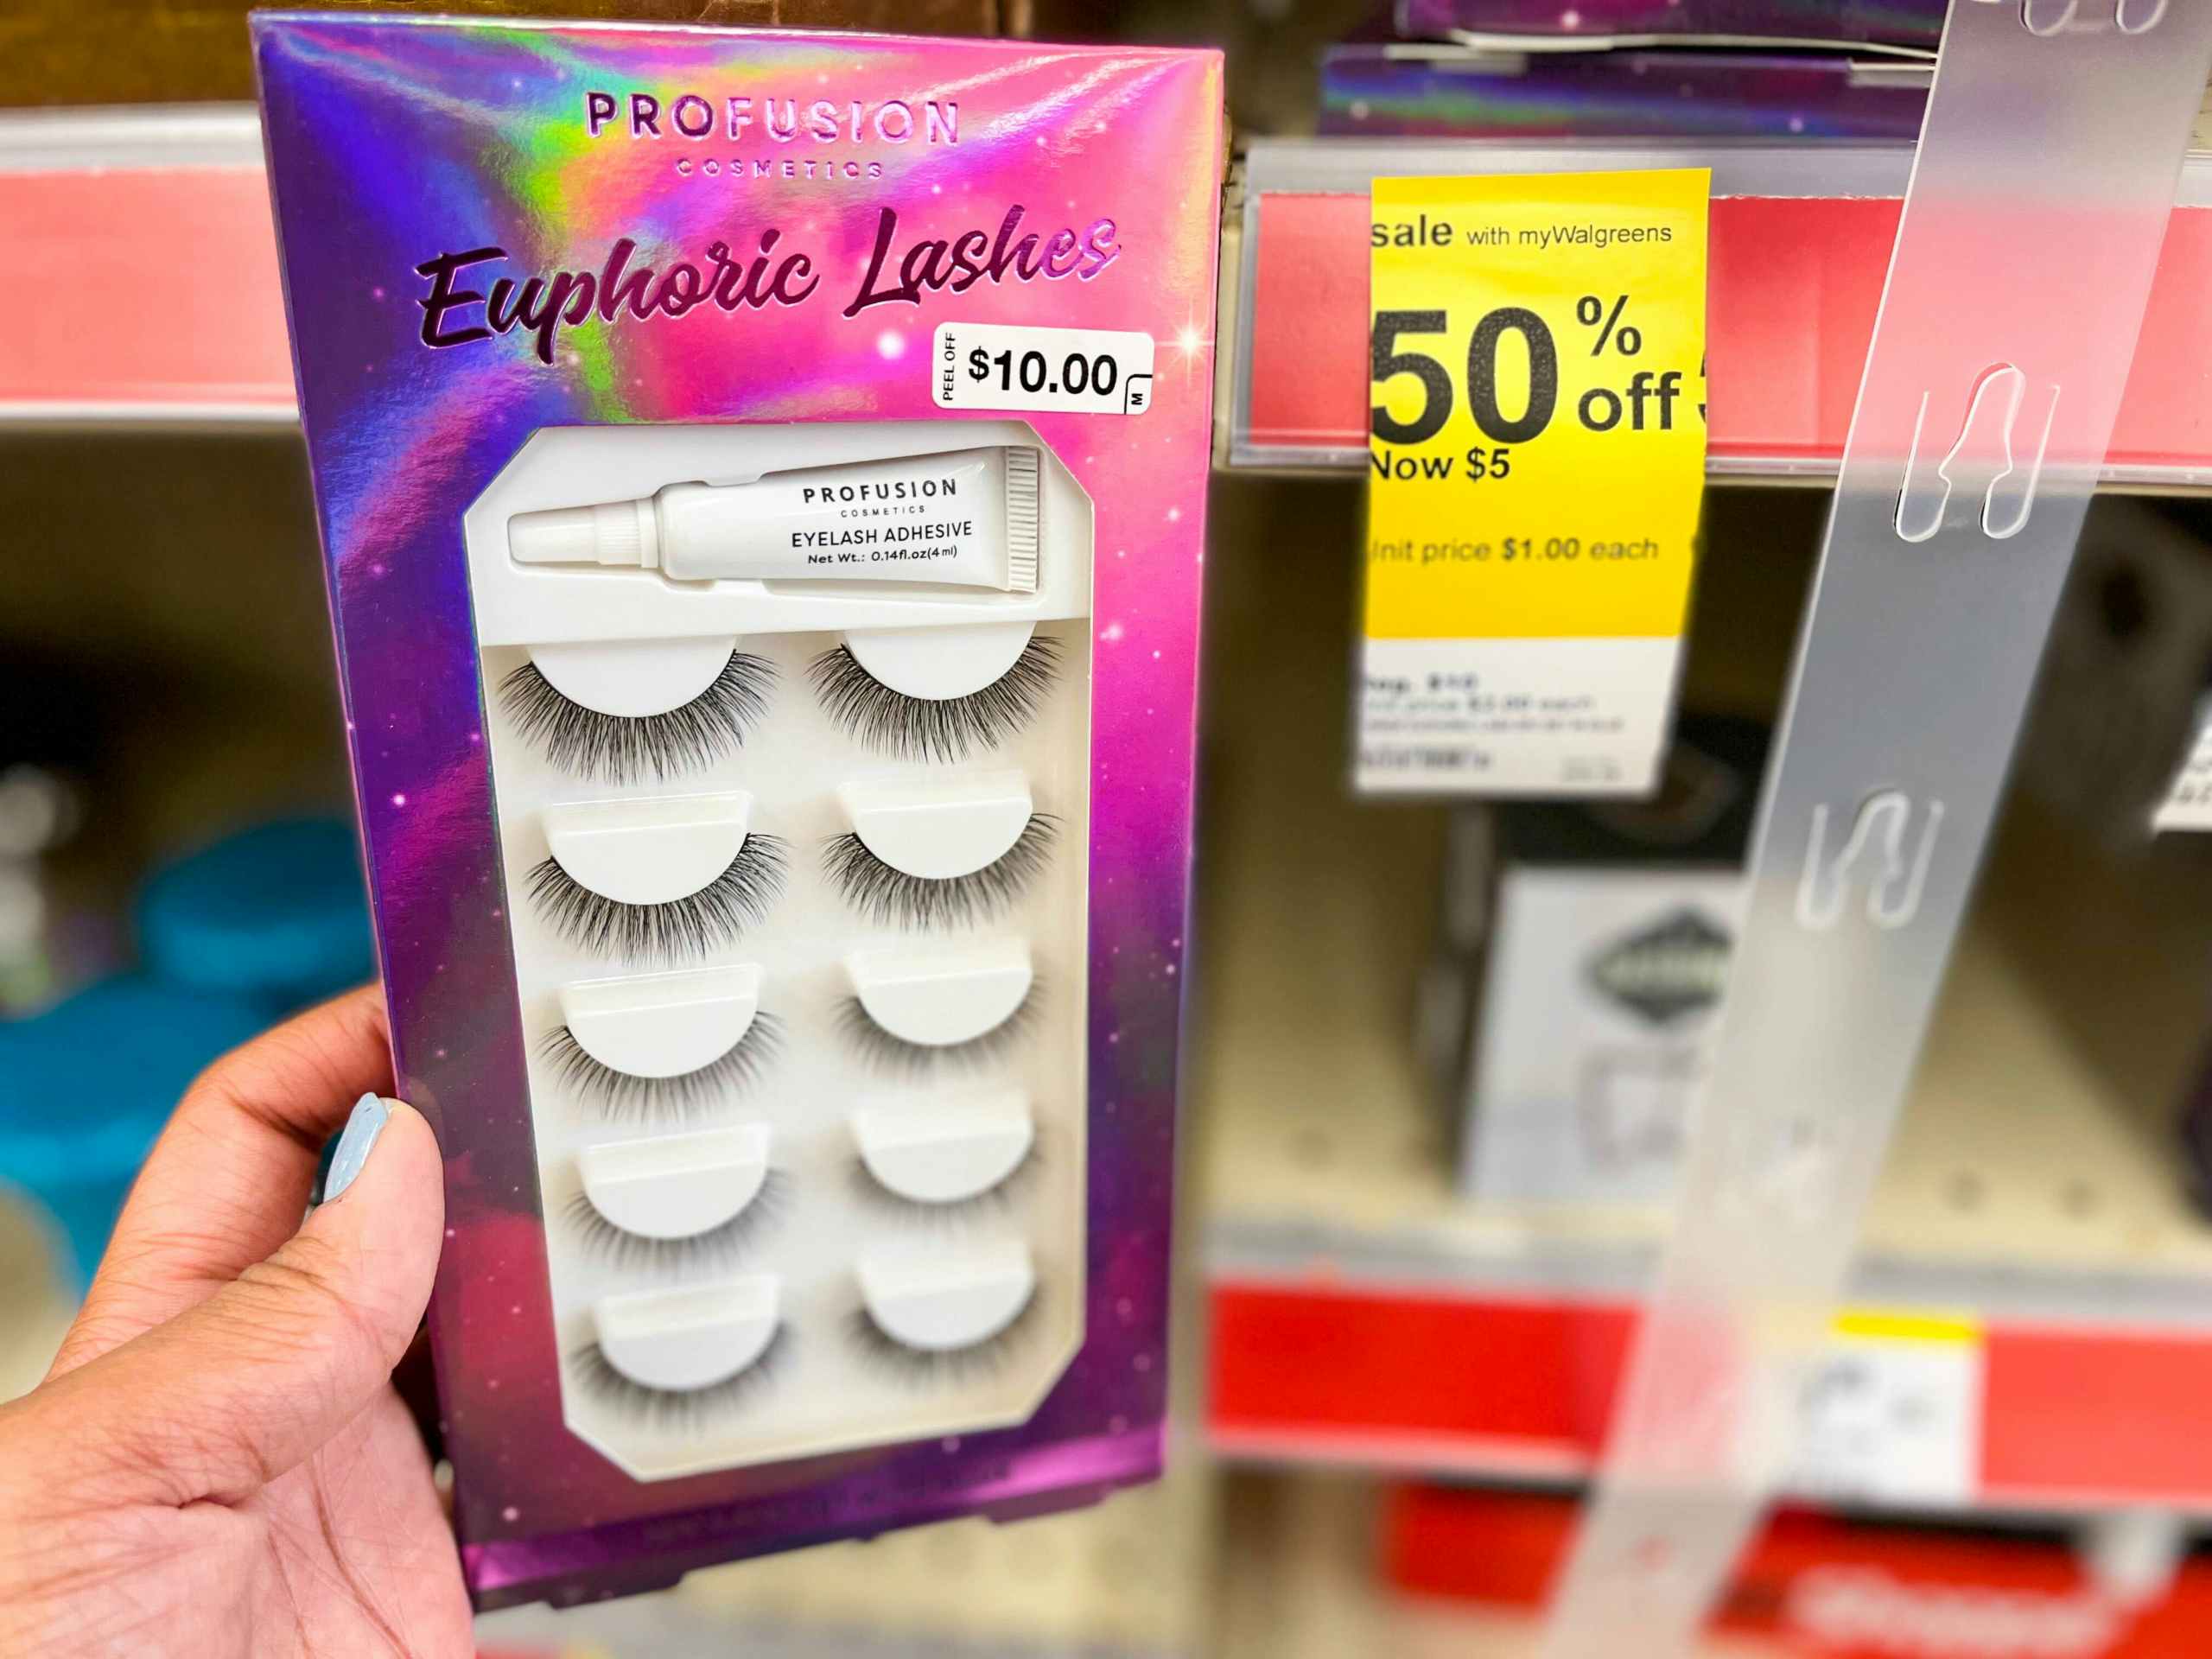 PROFUSION
COSMETICS
Euphoric Lashes
PEEL OFF
$10.00
M
PROFUSION
COSMETICS
EYELASH ADHESIVE
Net Wt.: 0.14fl.oz(4ml)
sale with myWalgreens
50%
off
Now $5
Unit price $1.00 each